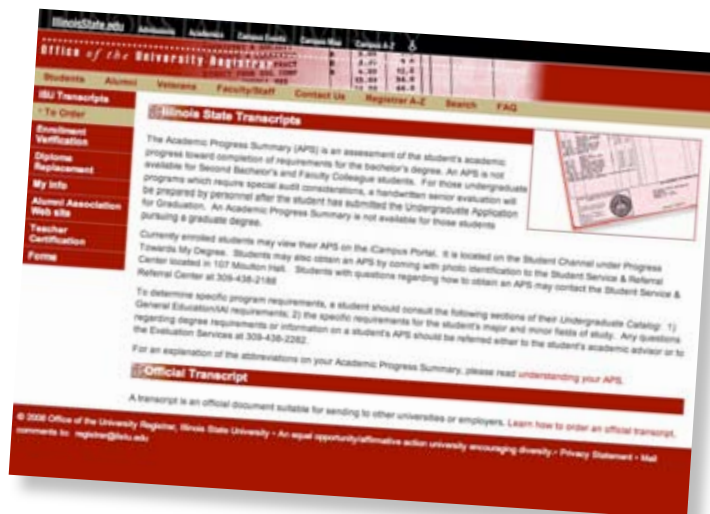 IllinoisState.edu Admissions Academics Campus Events Campus Map Campus A-Z
Office of the University Registrar
Students Alumni Veterans Faculty/Staff Contact Us Registrar A-Z Search FAQ
ISU Transcripts
• To Order
Enrollment
Verification
Diploma
Replacement
My Info
Alumni Association
Web site
Teacher
Certification
Forms
Illinois State Transcripts
The Academic Progress Summary (APS) is an assessment of the student's academic
progress toward completion of requirements for the bachelor's degree. An APS is not
available for Second Bachelor's and Faculty Colleague students. For those undergraduate
programs which require special audit considerations, a handwritten senior evaluation will
be prepared by personnel after the student has submitted the Undergraduate Application
for Graduation. An Academic Progress Summary is not available for those students
pursuing a graduate degree.
Currently enrolled students may view their APS on the iCampus Portal. It is located on the Student Channel under Progress
Towards My Degree. Students may also obtain an APS by coming with photo identification to the Student Service & Referral
Center located in 107 Moulton Hall. Students with questions regarding how to obtain an APS may contact the Student Service &
Referral Center at 309-438-2188
To determine specific program requirements, a student should consult the following sections of their Undergraduate Catalog: 1)
General Education/IAI requirements; 2) the specific requirements for the student's major and minor fields of study. Any questions
regarding degree requirements or information on a student's APS should be referred either to the student's academic advisor or to
the Evaluation Services at 309-438-2282.
For an explanation of the abbreviations on your Academic Progress Summary, please read understanding your APS.
Official Transcript
A transcript is an official document suitable for sending to other universities or employers. Learn how to order an official transcript.
© 2008 Office of the University Registrar, Illinois State University • An equal opportunity/affirmative action university encouraging diversity.• Privacy Statement • Mail
comments to: registrar@ilstu.edu